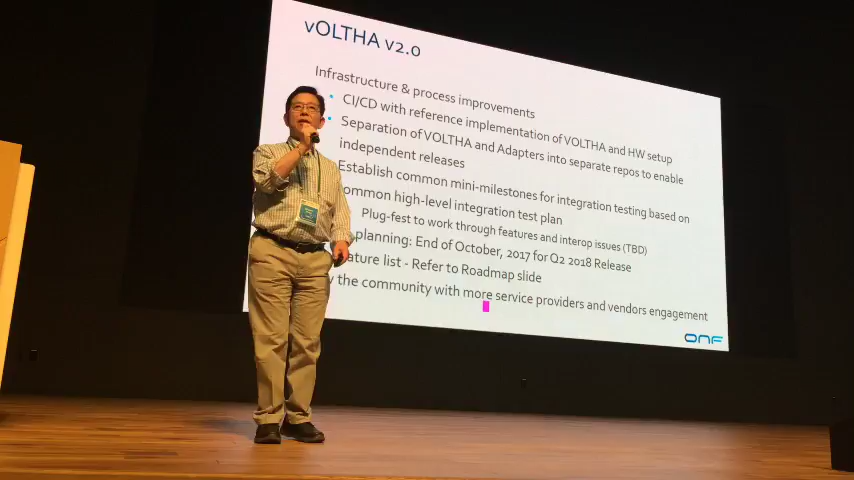 vOLTHA v2.0
Infrastructure & process improvements
• CI/CD with reference implementation of VOLTHA and HW setup
• Separation of VOLTHA and Adapters into separate repos to enable
independent releases
Establish common mini-milestones for integration testing based on
ommon high-level integration test plan
Plug-fest to work through features and interop issues (TBD)
planning: End of October, 2017 for Q2 2018 Release
ature list - Refer to Roadmap slide
the community with more service providers and vendors engagement
ONF